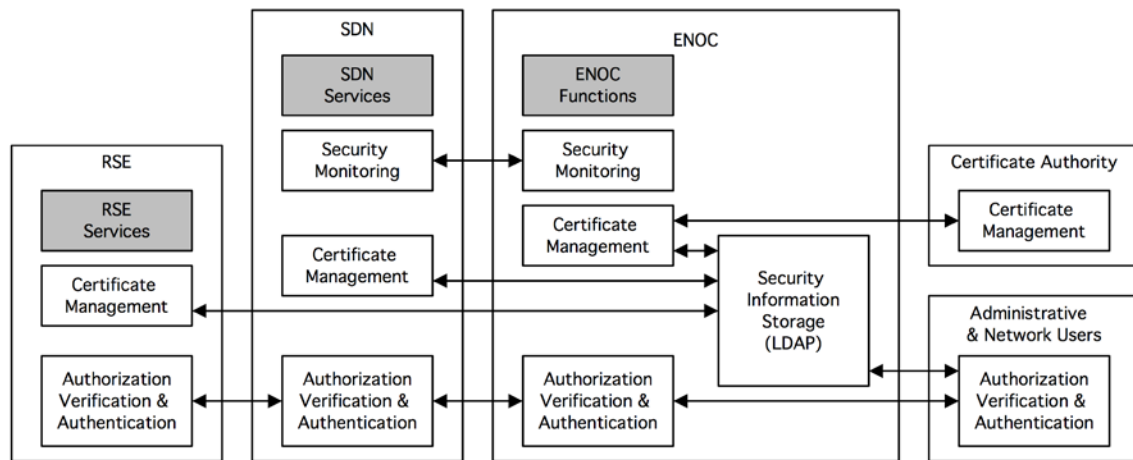 RSE
RSE
Services
Certificate
Management
Authorization
Verification &
Authentication
SDN
SDN
Services
Security
Monitoring
Certificate
Management
Authorization
Verification &
Authentication
ENOC
ENOC
Functions
Security
Monitoring
Certificate
Management
Security
Information
Storage
(LDAP)
Authorization
Verification &
Authentication
Certificate Authority
Certificate
Management
Administrative
& Network Users
Authorization
Verification &
Authentication